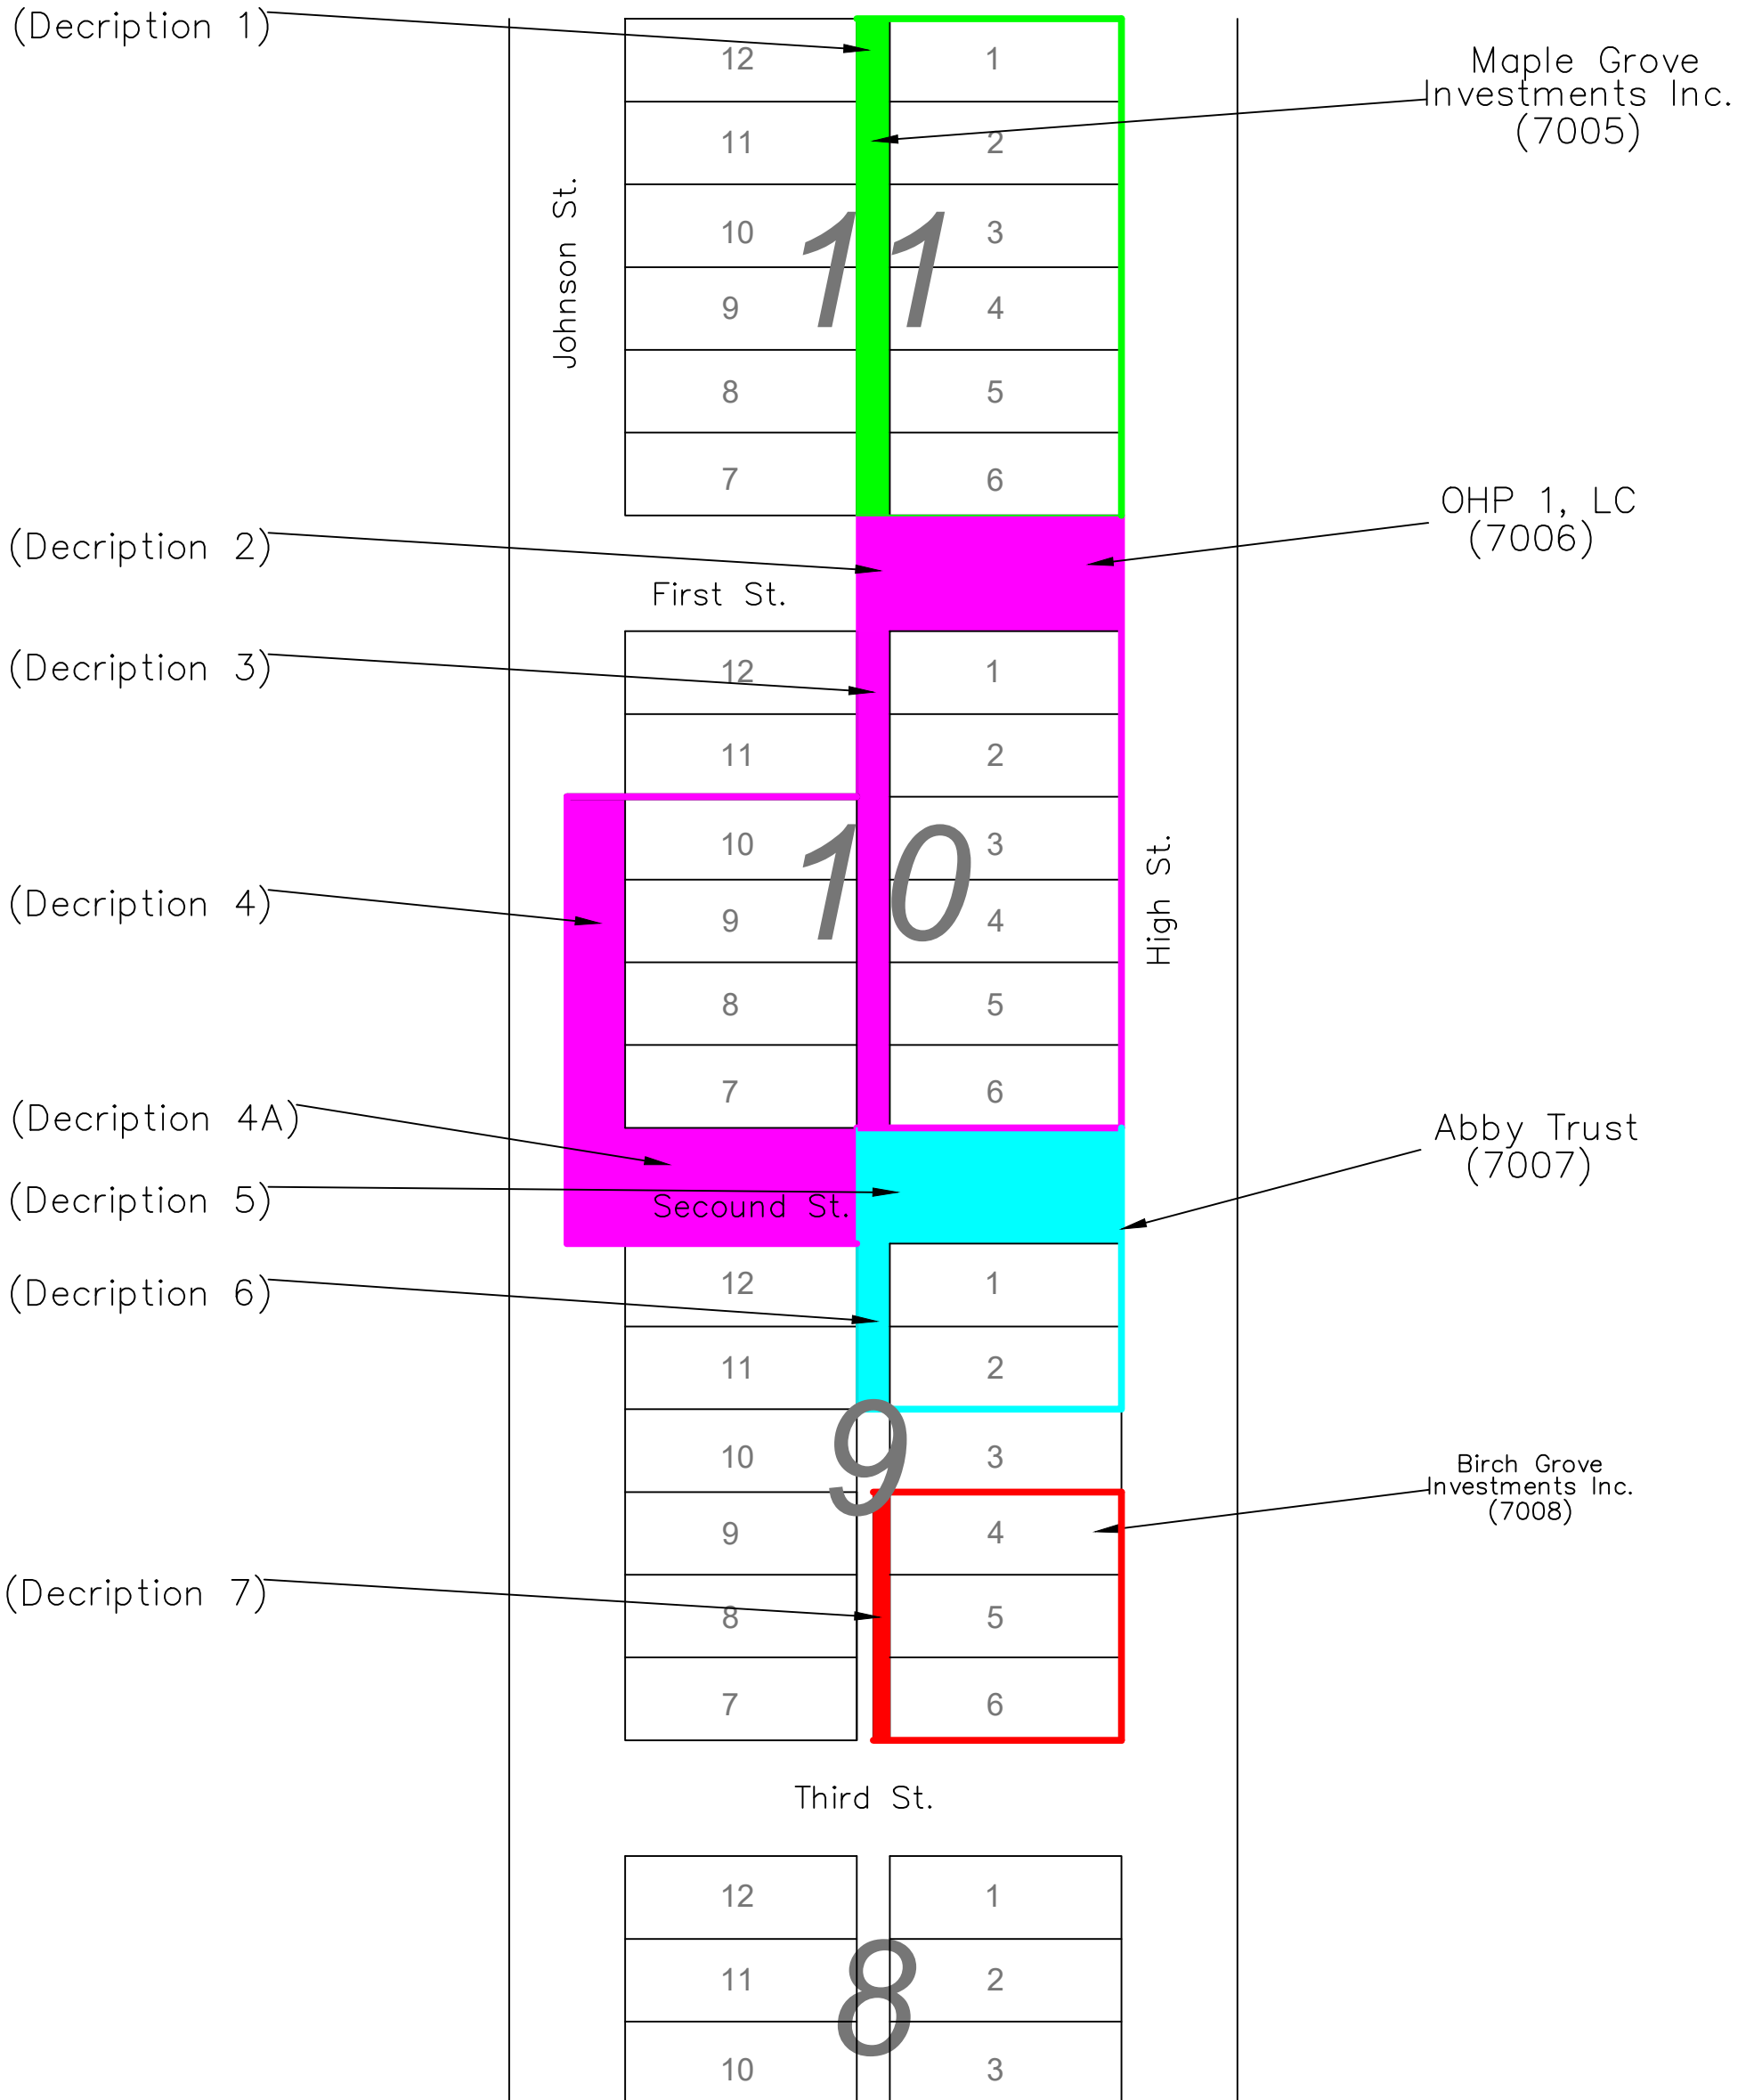 (Decription 1)
12
1
Maple Grove
Investments Inc.
(7005)
11
2
Johnson St.
10
3
11
9
4
8
5
7
6
OHP 1, LC
(7006)
(Decription 2)
First St.
(Decription 3)
12
1
11
2
10
3
10
High St.
(Decription 4)
9
4
8
5
7
6
(Decription 4A)
Abby Trust
(7007)
(Decription 5)
Secound St.
(Decription 6)
12
1
11
2
9
10
3
Birch Grove
Investments Inc.
(7008)
9
4
(Decription 7)
8
5
7
6
Third St.
12
1
11
2
8
10
3